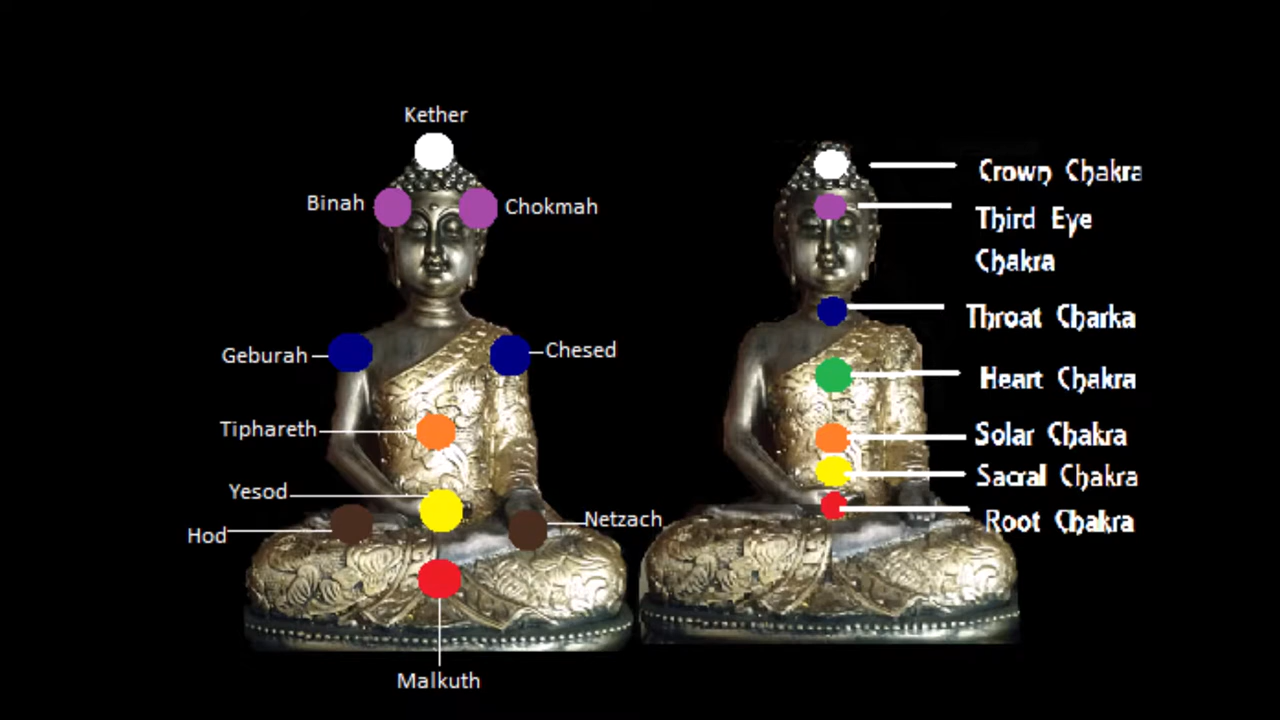 Kether
Binah
Chokmah
Geburah
Chesed
Tiphareth
Yesod
Hod
Netzach
Malkuth
Crown Chakra
Third Eye
Chakra
Throat Charka
Heart Chakra
Solar Chakra
Sacral Chakra
Root Chakra